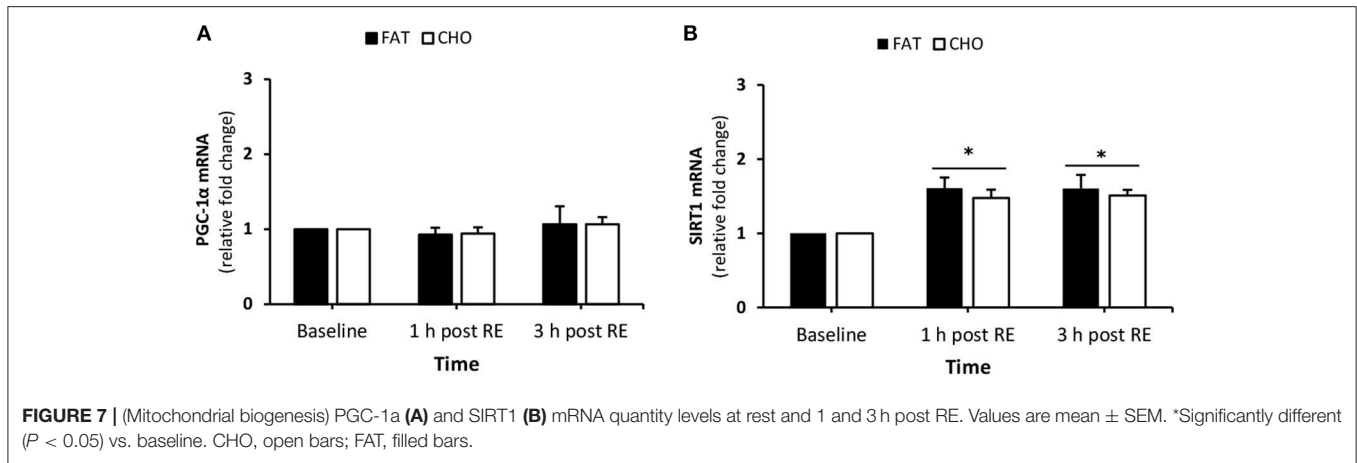 A
■ FAT □ CHO
3
2
1
0
PGC-1α mRNA
(relative fold change)
Baseline 1 h post RE 3 h post RE
Time
B
■ FAT □ CHO
3
2
1
0
SIRT1 mRNA
(relative fold change)
* *
Baseline 1 h post RE 3 h post RE
Time
FIGURE 7 | (Mitochondrial biogenesis) PGC-1a (A) and SIRT1 (B) mRNA quantity levels at rest and 1 and 3 h post RE. Values are mean ± SEM. *Significantly different
(P < 0.05) vs. baseline. CHO, open bars; FAT, filled bars.